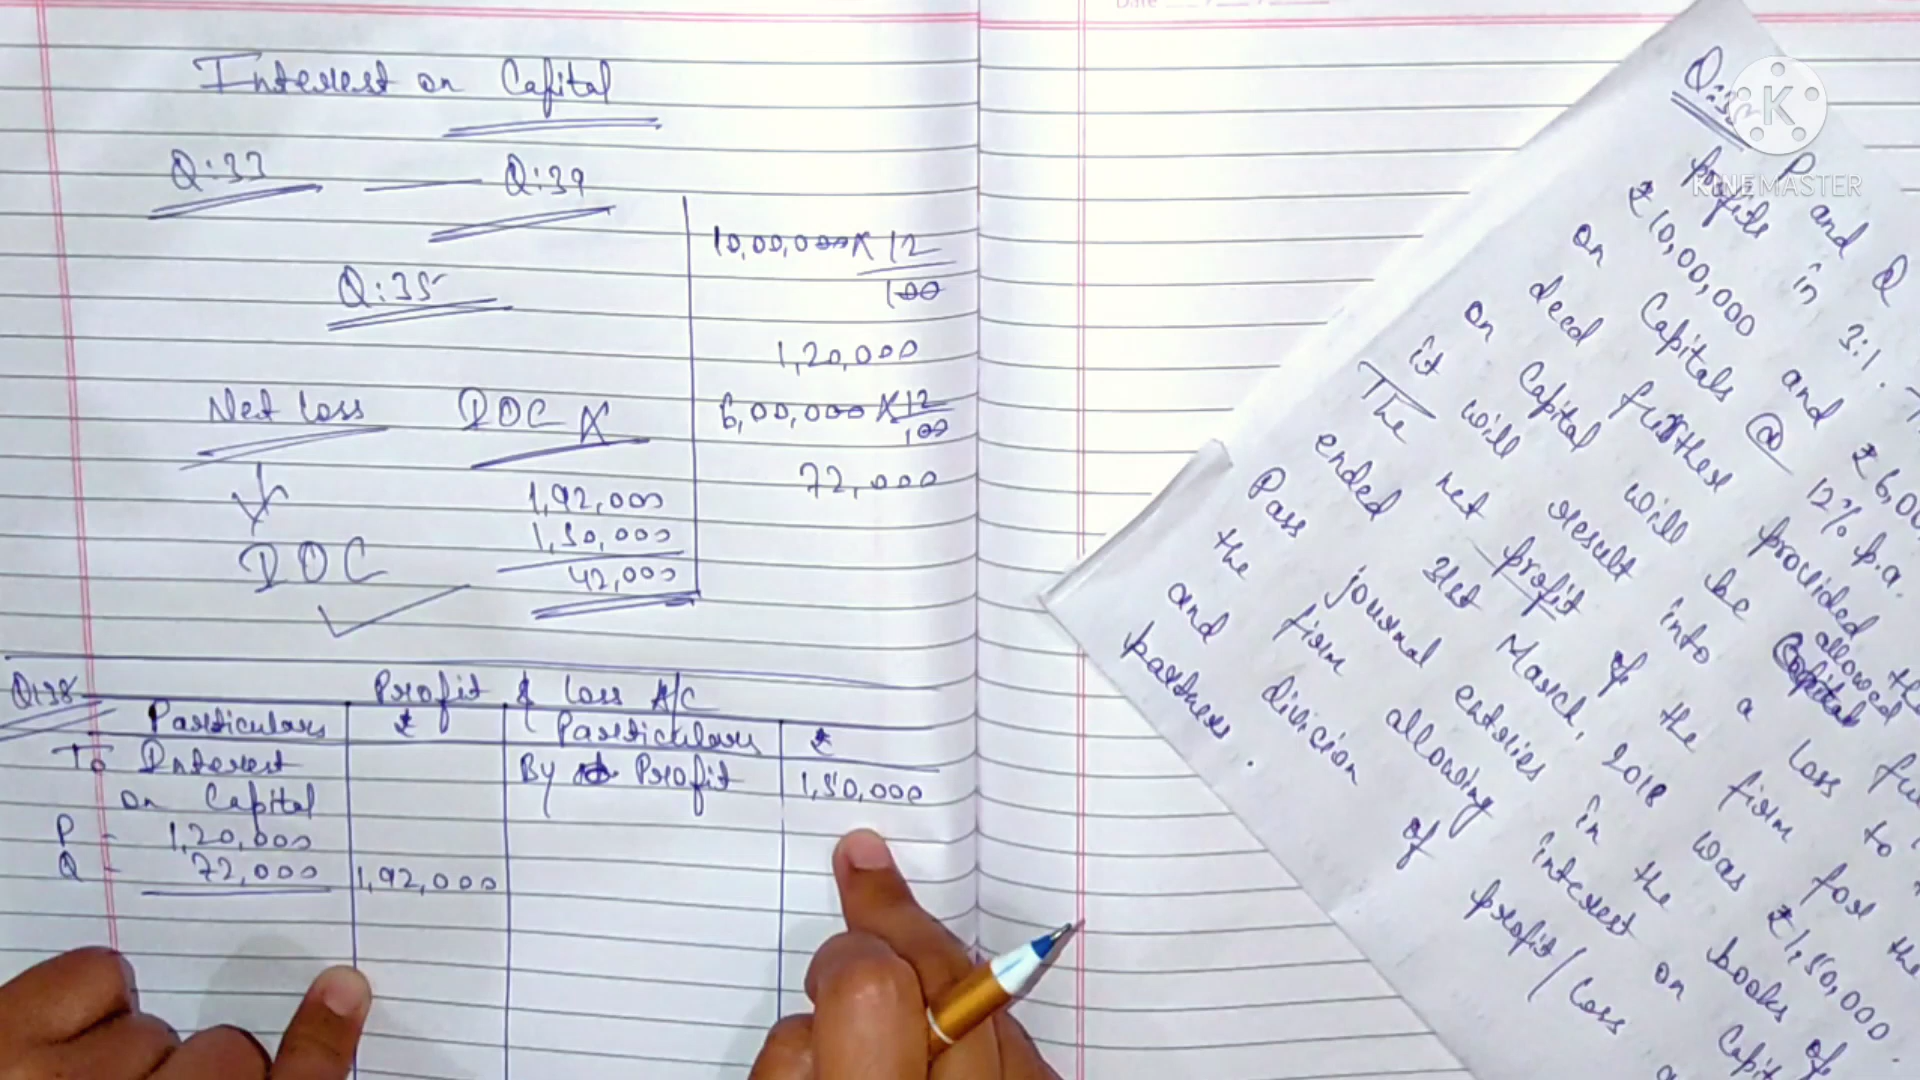 Interest on Capital
Q:33 — Q:39
Q:35
10,00,000 X 12
100
1,20,000
6,00,000 X 12
100
72,000
Net loss IOC X
IOC
1,92,000
1,50,000
42,000
Q:38 Profit & Loss A/C
Particulars ₹ Particulars ₹
To Interest on Capital
P - 1,20,000
Q - 72,000 1,92,000
By Profit 1,50,000
P and Q
profits in 3:1.
₹10,00,000 and ₹6,00
on Capitals @ 12% p.a.
deed further provided
on Capital will be allowed
it will result into a loss to
The net profit of the firm for the
ended 31st March, 2018 was ₹1,50,000.
Pass journal entries in the books of
the firm allowing interest on Capit
and division of profit/loss
partners.
KINEMASTER